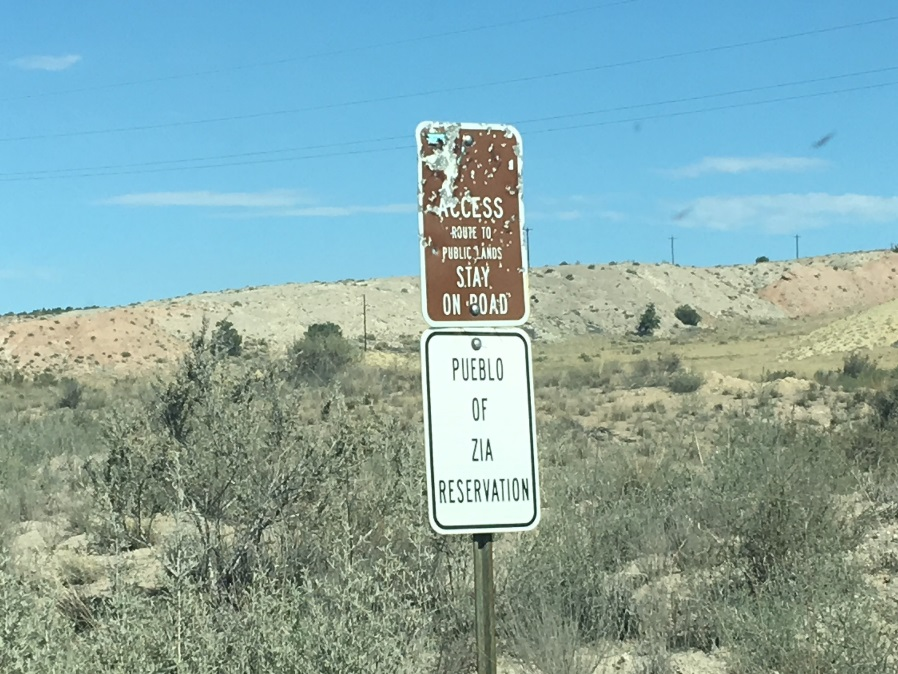 ACCESS
ROUTE TO
PUBLIC LANDS
STAY
ON ROAD
PUEBLO
OF
ZIA
RESERVATION